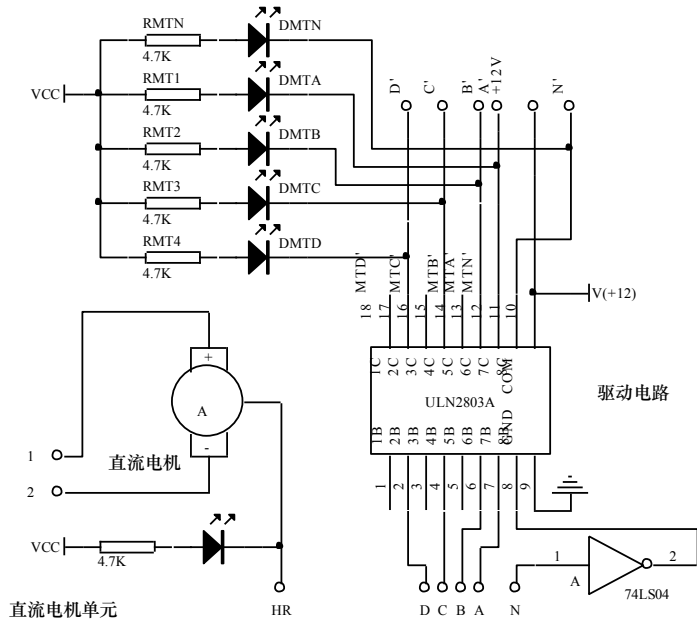 RMTN
DMTN
4.7K
VCC
RMT1
DMTA
4.7K
RMT2
DMTB
4.7K
RMT3
DMTC
4.7K
RMT4
DMTD
4.7K
D'
C'
B'
A'
+12V
N'
MTD'
MTC'
MTB'
MTA'
MTN'
18
17
16
15
14
13
12
11
10
V(+12)
1C
2C
3C
4C
5C
6C
7C
8C
COM
ULN2803A
1B
2B
3B
4B
5B
6B
7B
8B
GND
1
2
3
4
5
6
7
8
9
驱动电路
+
A
-
1
直流电机
2
VCC
4.7K
HR
直流电机单元
D
C
B
A
N
1
A
2
74LS04